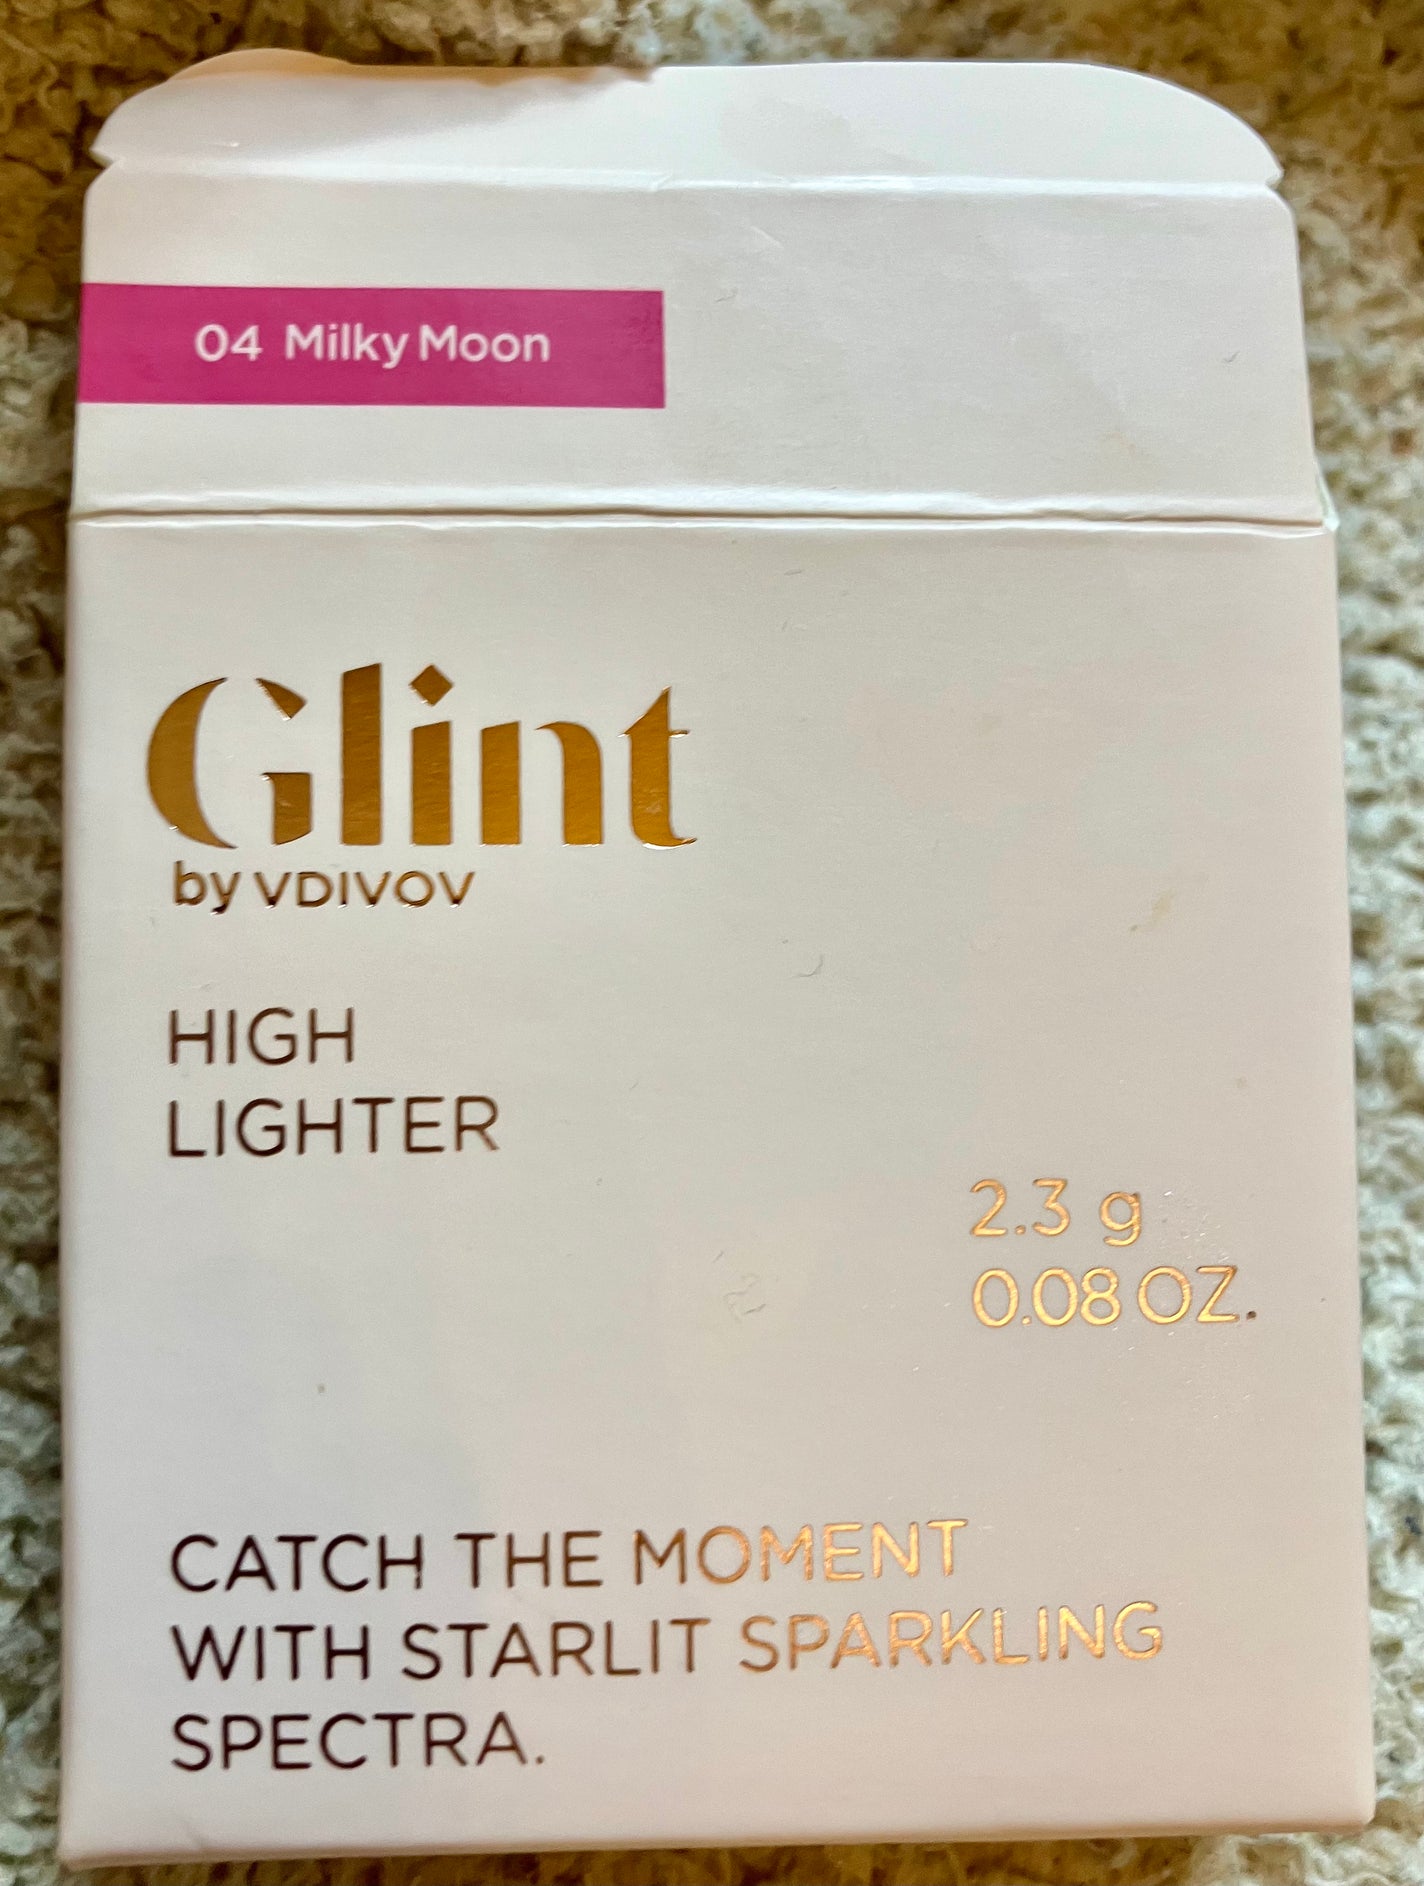 04 Milky Moon
Glint
by VDIVOV
HIGH
LIGHTER
2.3 g
0.08 OZ.
CATCH THE MOMENT
WITH STARLIT SPARKLING
SPECTRA.